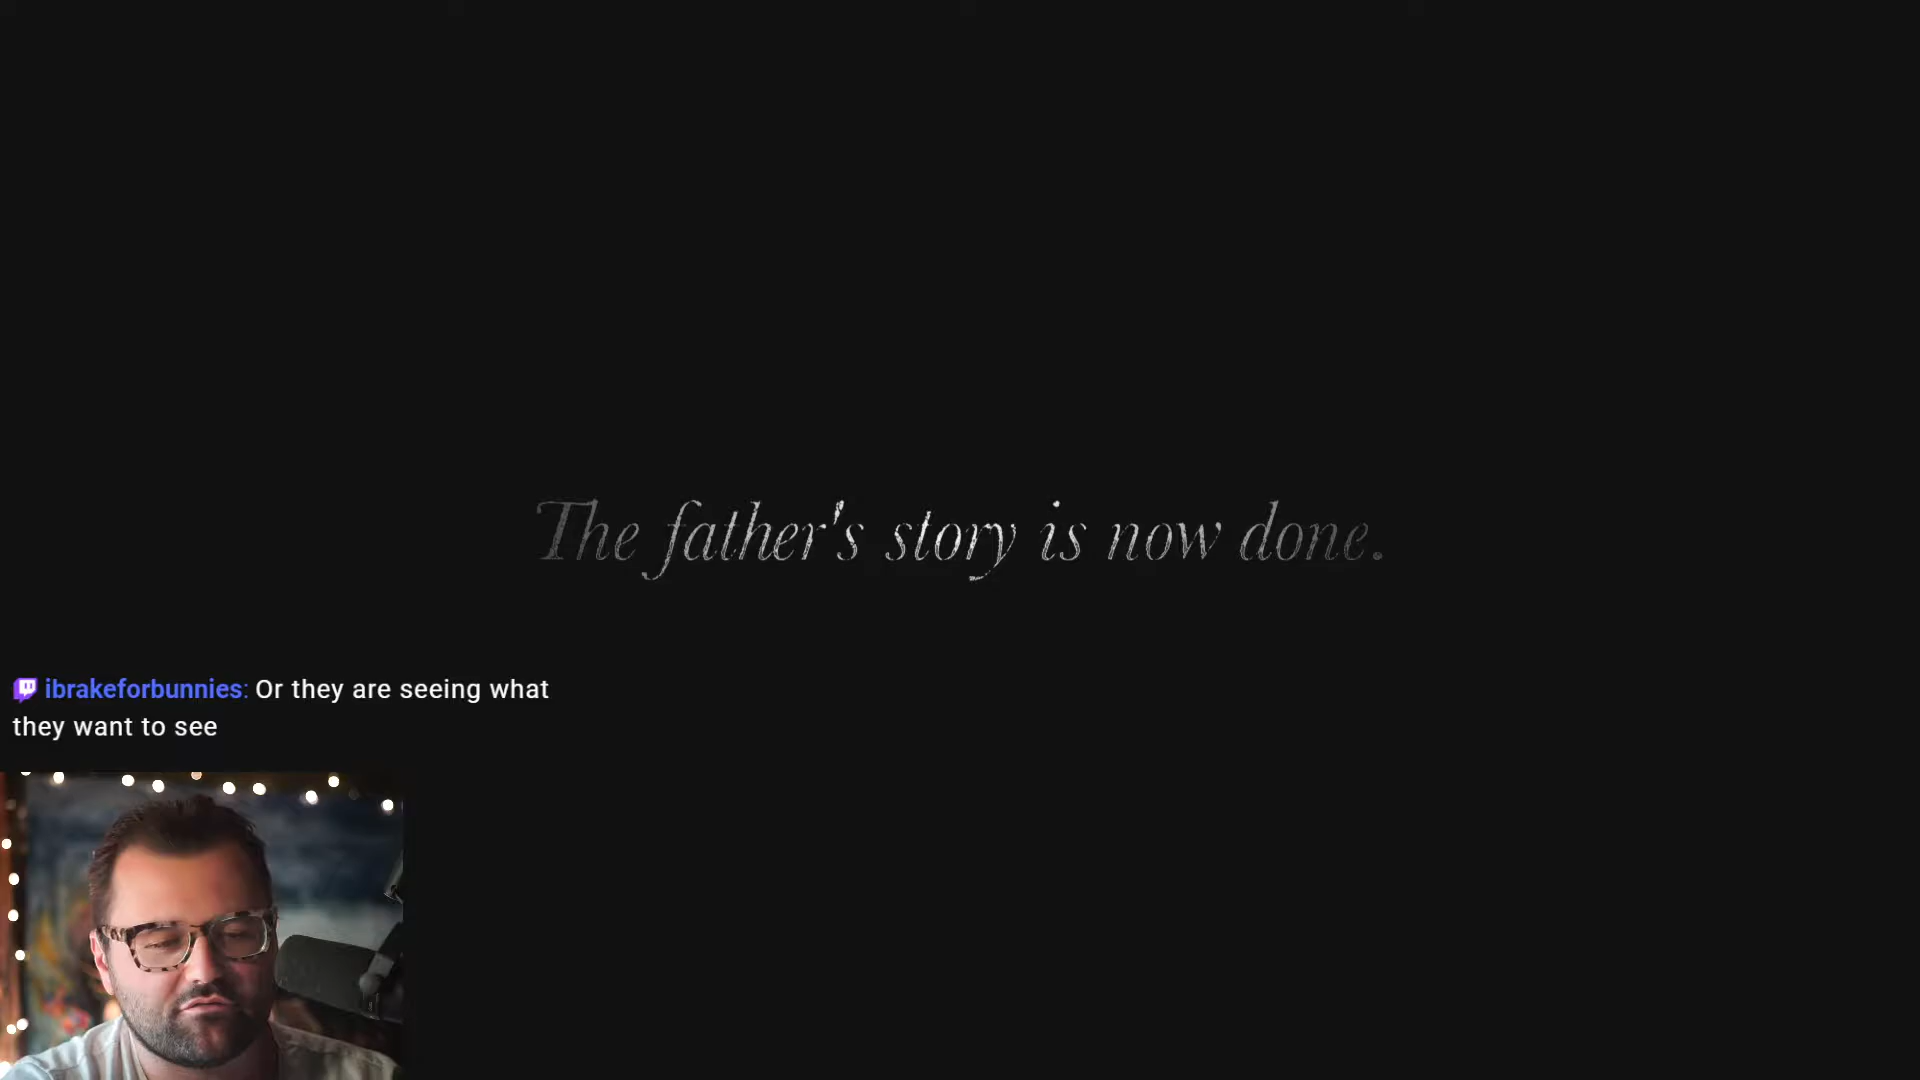 The father's story is now done.
ibrakeforbunnies: Or they are seeing what
they want to see